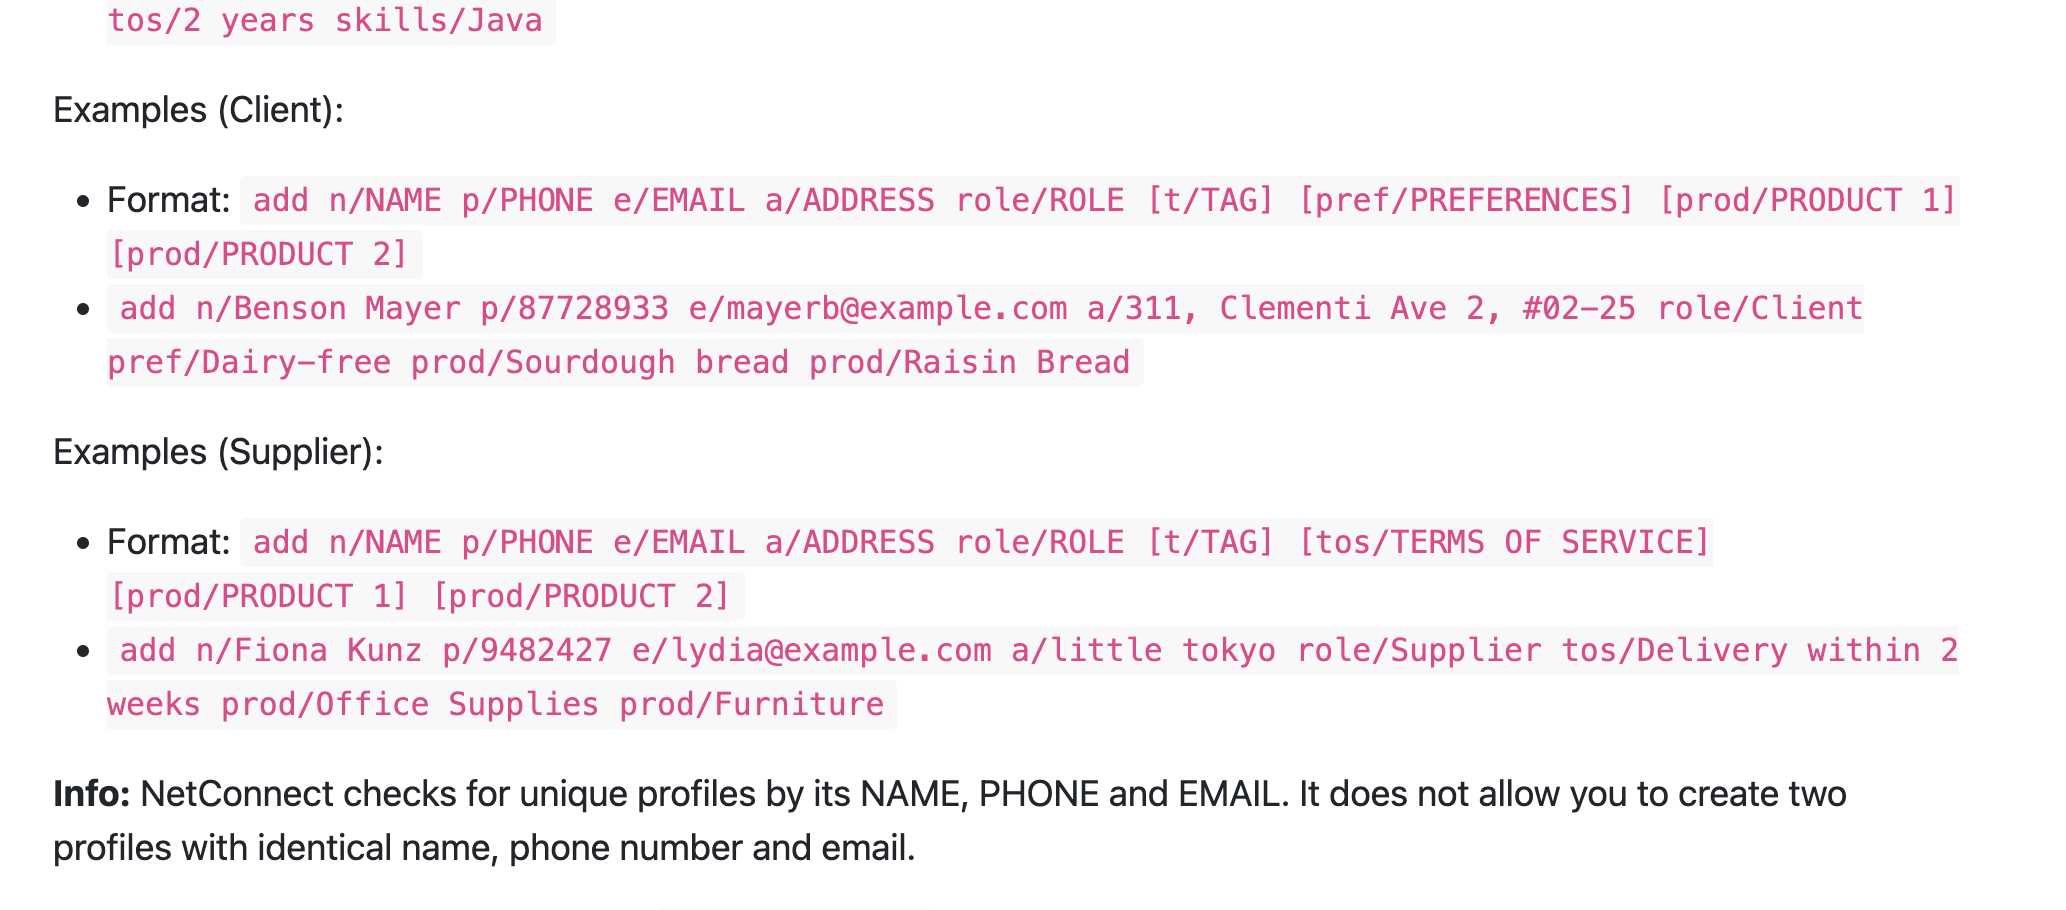 tos/2 years skills/Java
Examples (Client):
• Format: add n/NAME p/PHONE e/EMAIL a/ADDRESS role/ROLE [t/TAG] [pref/PREFERENCES] [prod/PRODUCT 1]
[prod/PRODUCT 2]
• add n/Benson Mayer p/87728933 e/mayerb@example.com a/311, Clementi Ave 2, #02-25 role/Client
pref/Dairy-free prod/Sourdough bread prod/Raisin Bread
Examples (Supplier):
• Format: add n/NAME p/PHONE e/EMAIL a/ADDRESS role/ROLE [t/TAG] [tos/TERMS OF SERVICE]
[prod/PRODUCT 1] [prod/PRODUCT 2]
• add n/Fiona Kunz p/9482427 e/lydia@example.com a/little tokyo role/Supplier tos/Delivery within 2
weeks prod/Office Supplies prod/Furniture
Info: NetConnect checks for unique profiles by its NAME, PHONE and EMAIL. It does not allow you to create two
profiles with identical name, phone number and email.